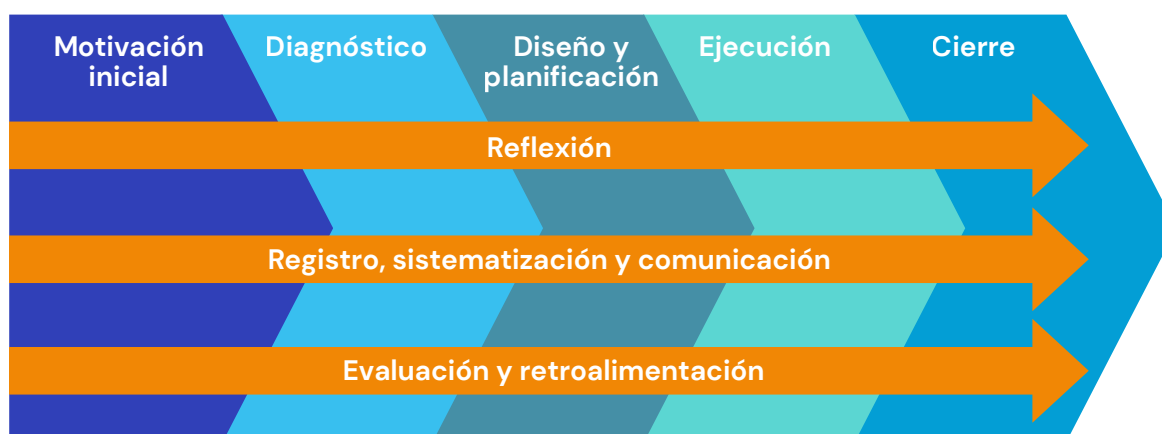 Motivación
inicial
Diagnóstico
Diseño y
planificación
Ejecución
Cierre
Reflexión
Registro, sistematización y comunicación
Evaluación y retroalimentación